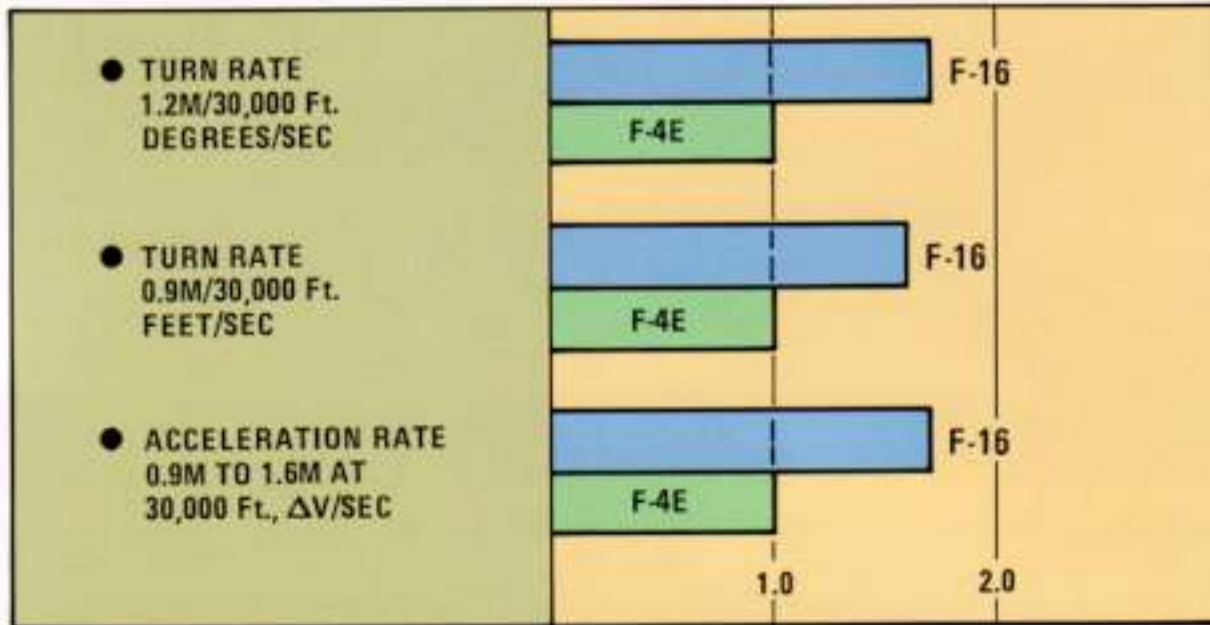 ● TURN RATE
1.2M/30,000 Ft.
DEGREES/SEC
F-16
F-4E
● TURN RATE
0.9M/30,000 Ft.
FEET/SEC
F-16
F-4E
● ACCELERATION RATE
0.9M TO 1.6M AT
30,000 Ft., ΔV/SEC
F-16
F-4E
1.0 2.0